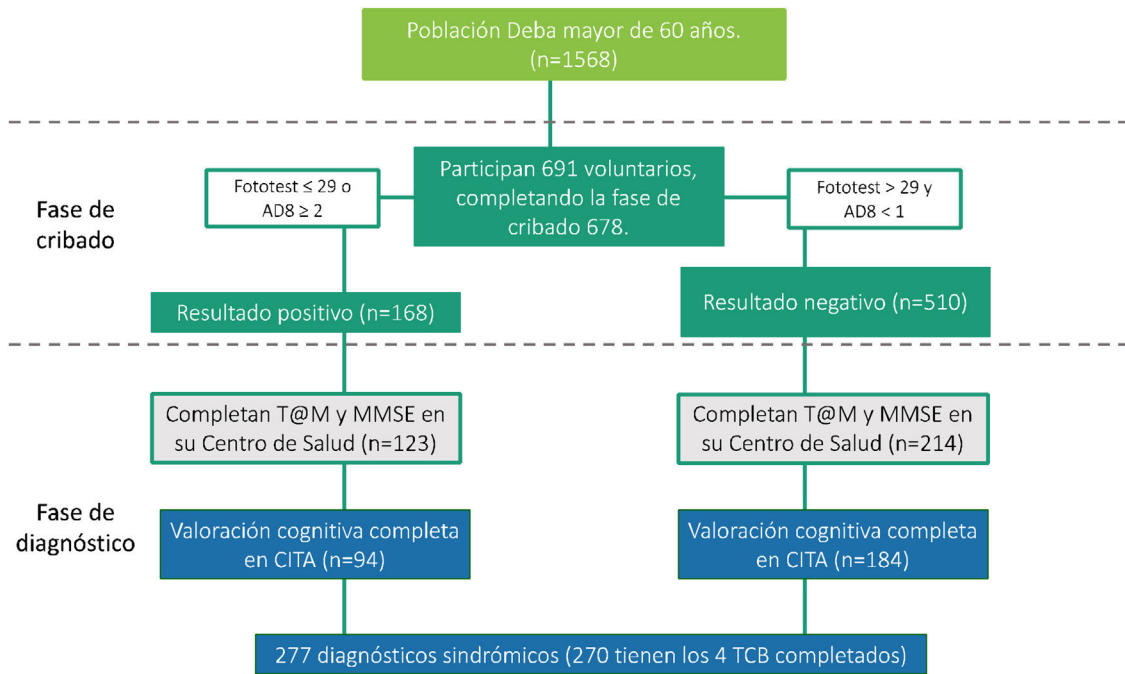 Población Deba mayor de 60 años.
(n=1568)
Participan 691 voluntarios,
completando la fase de
cribado 678.
Fototest ≤ 29 o
AD8 ≥ 2
Fototest > 29 y
AD8 < 1
Fase de
cribado
Resultado positivo (n=168)
Resultado negativo (n=510)
Completan T@M y MMSE en
su Centro de Salud (n=123)
Completan T@M y MMSE en
su Centro de Salud (n=214)
Fase de
diagnóstico
Valoración cognitiva completa
en CITA (n=94)
Valoración cognitiva completa
en CITA (n=184)
277 diagnósticos sindrómicos (270 tienen los 4 TCB completados)